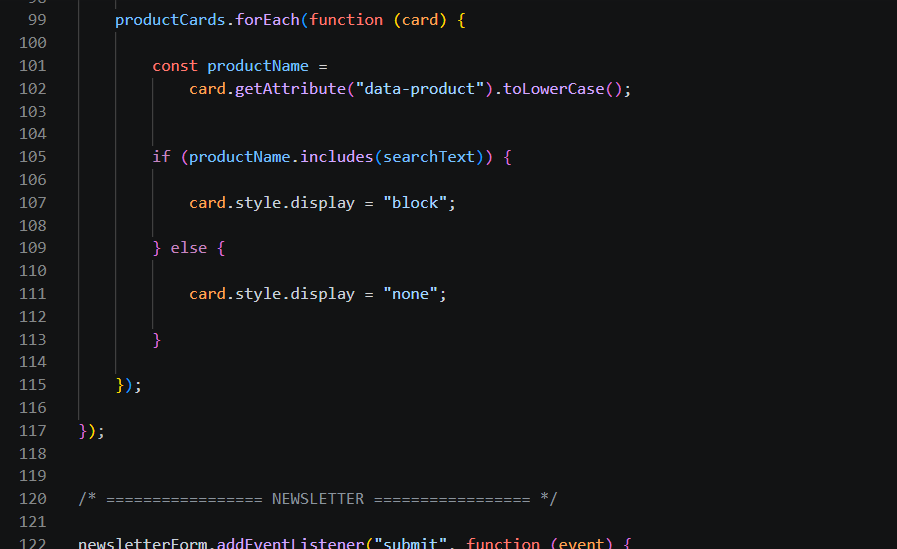 99 productCards.forEach(function (card) {
100
101 const productName =
102 card.getAttribute("data-product").toLowerCase();
103
104
105 if (productName.includes(searchText)) {
106
107 card.style.display = "block";
108
109 } else {
110
111 card.style.display = "none";
112
113 }
114
115 });
116
117 });
118
119
120 /* ================= NEWSLETTER ================= */
121
122 newsletterForm.addEventListener("submit", function (event) {